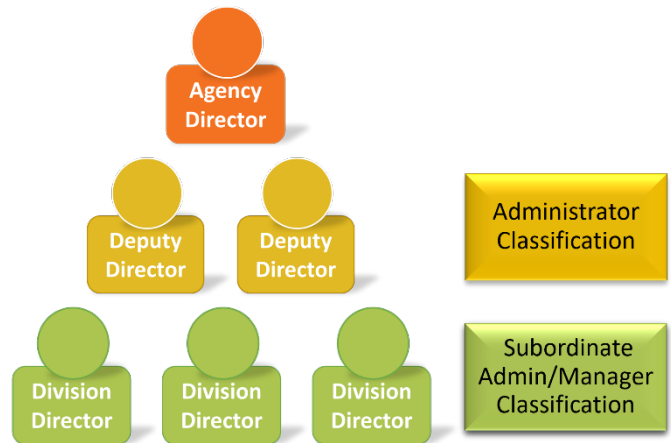 Agency
Director
Deputy
Director
Deputy
Director
Administrator
Classification
Division
Director
Division
Director
Division
Director
Subordinate
Admin/Manager
Classification